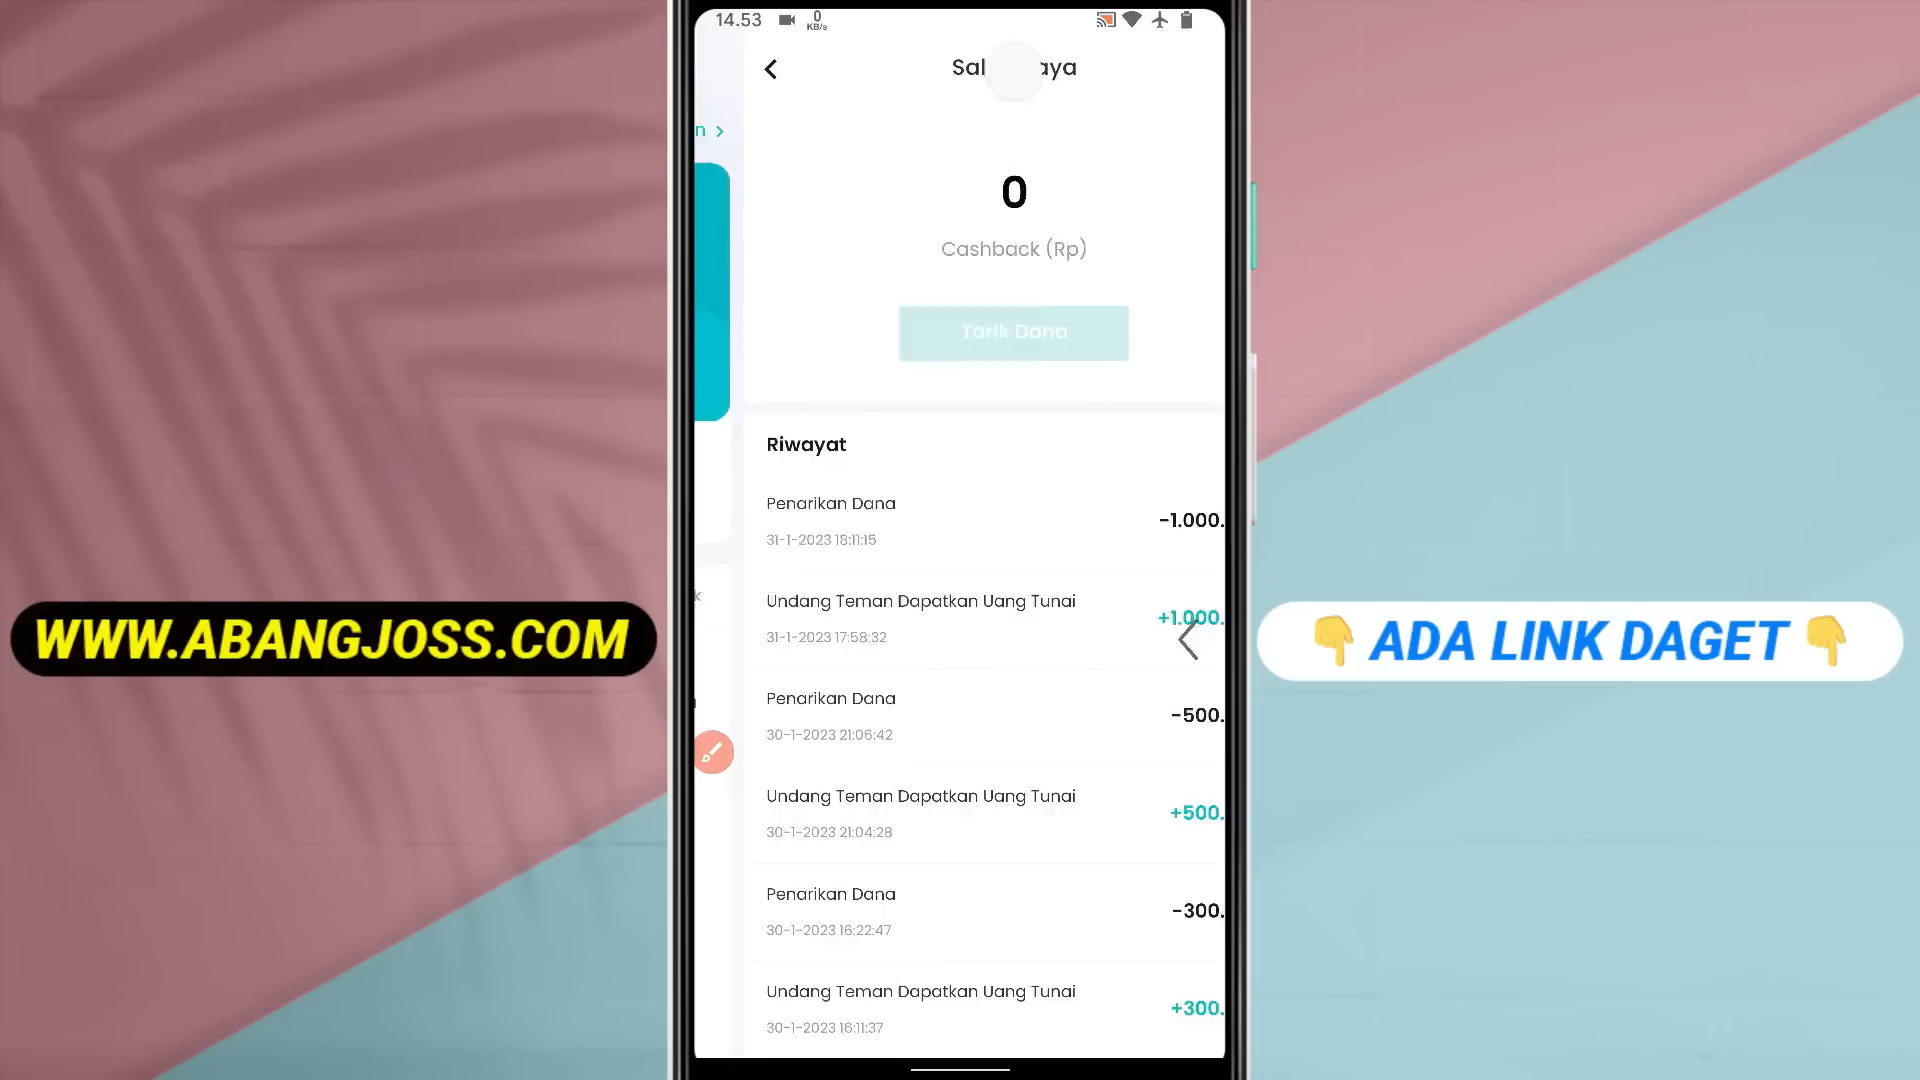 14.53
0
KB/s
Sal aya
n
0
Cashback (Rp)
Tarik Dana
Riwayat
Penarikan Dana
-1.000.
31-1-2023 18:11:15
Undang Teman Dapatkan Uang Tunai
+1.000.
31-1-2023 17:58:32
k
WWW.ABANGJOSS.COM
👇 ADA LINK DAGET 👇
Penarikan Dana
-500.
30-1-2023 21:06:42
Undang Teman Dapatkan Uang Tunai
+500.
30-1-2023 21:04:28
Penarikan Dana
-300.
30-1-2023 16:22:47
Undang Teman Dapatkan Uang Tunai
+300.
30-1-2023 16:11:37